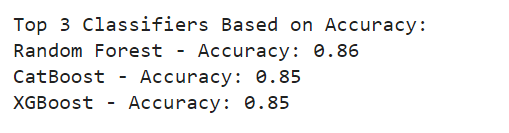 Top 3 Classifiers Based on Accuracy:
Random Forest - Accuracy: 0.86
CatBoost - Accuracy: 0.85
XGBoost - Accuracy: 0.85